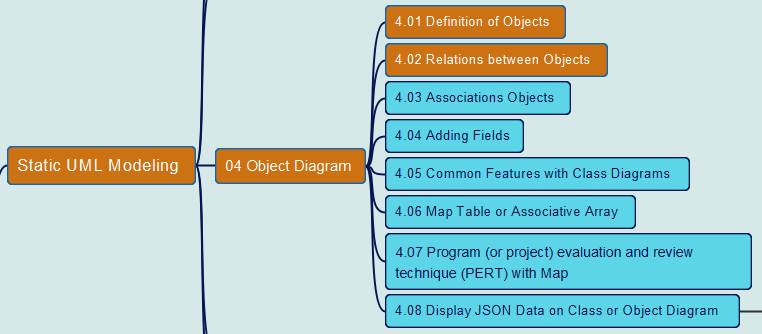 Static UML Modeling
04 Object Diagram
4.01 Definition of Objects
4.02 Relations between Objects
4.03 Associations Objects
4.04 Adding Fields
4.05 Common Features with Class Diagrams
4.06 Map Table or Associative Array
4.07 Program (or project) evaluation and review
technique (PERT) with Map
4.08 Display JSON Data on Class or Object Diagram